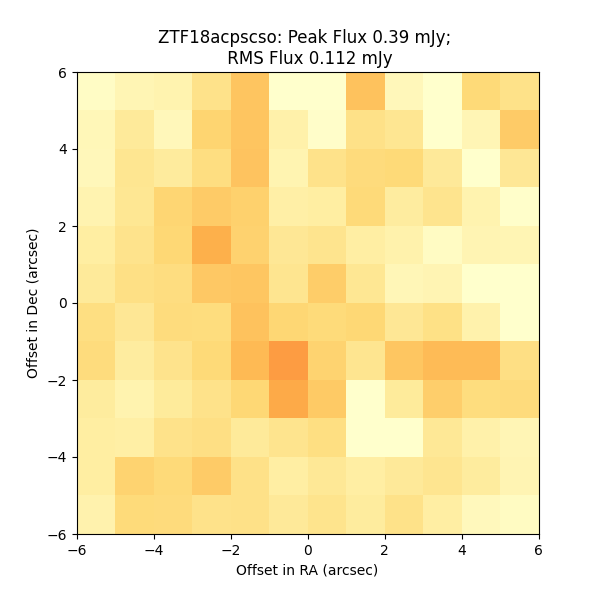 ZTF18acpscso: Peak Flux 0.39 mJy;
RMS Flux 0.112 mJy
6
4
2
0
−2
−4
−6
Offset in Dec (arcsec)
−6 −4 −2 0 2 4 6
Offset in RA (arcsec)